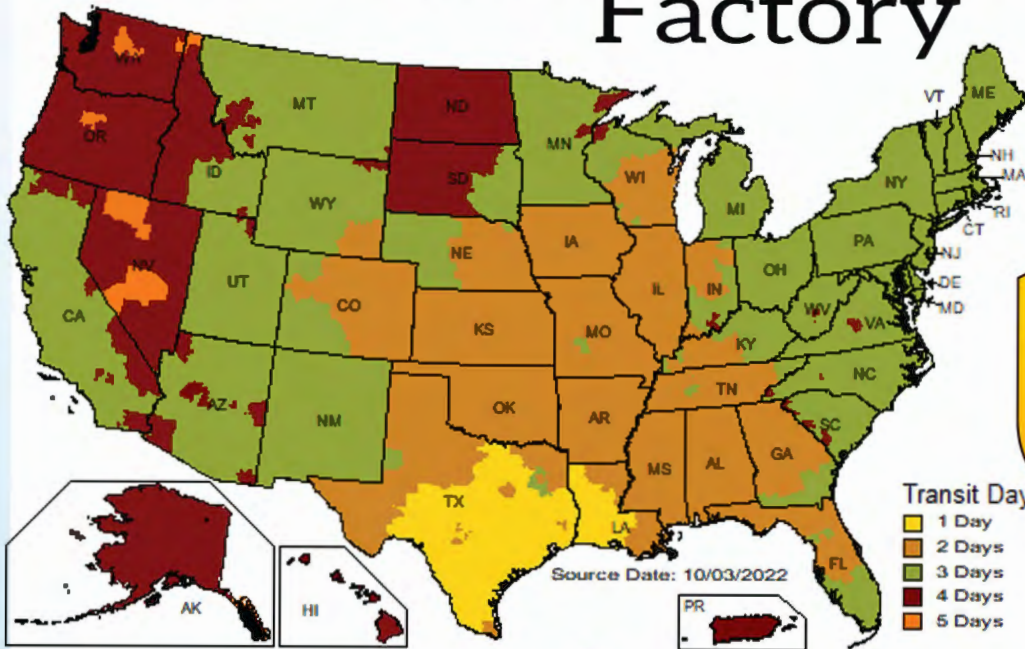 Factory
WA
MT
ND
MN
VT
ME
OR
ID
SD
WI
NH
MA
WY
MI
NY
RI
CT
NE
IA
PA
NJ
NV
UT
CO
IL
IN
OH
DE
MD
CA
KS
MO
WV
VA
KY
AZ
NM
OK
AR
TN
NC
SC
MS
AL
GA
TX
LA
FL
AK
HI
PR
Source Date: 10/03/2022
Transit Day
1 Day
2 Days
3 Days
4 Days
5 Days